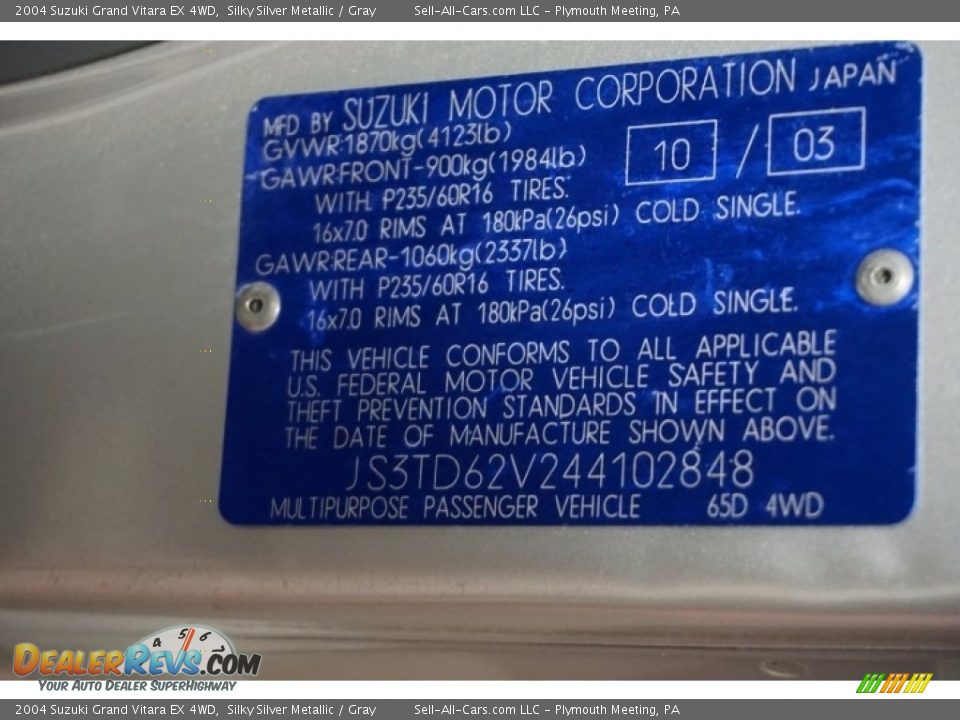 2004 Suzuki Grand Vitara EX 4WD, Silky Silver Metallic / Gray Sell-All-Cars.com LLC - Plymouth Meeting, PA
MFD BY SUZUKI MOTOR CORPORATION JAPAN
GVWR:1870kg(4123lb)
GAWR:FRONT-900kg(1984lb) 10 / 03
WITH P235/60R16 TIRES.
16x7.0 RIMS AT 180kPa(26psi) COLD SINGLE.
GAWR:REAR-1060kg(2337lb)
WITH P235/60R16 TIRES.
16x7.0 RIMS AT 180kPa(26psi) COLD SINGLE.
THIS VEHICLE CONFORMS TO ALL APPLICABLE
U.S. FEDERAL MOTOR VEHICLE SAFETY AND
THEFT PREVENTION STANDARDS IN EFFECT ON
THE DATE OF MANUFACTURE SHOWN ABOVE.
JS3TD62V244102848
MULTIPURPOSE PASSENGER VEHICLE 65D 4WD
4 5 6
DEALERREVS.COM
YOUR AUTO DEALER SUPERHIGHWAY
2004 Suzuki Grand Vitara EX 4WD, Silky Silver Metallic / Gray Sell-All-Cars.com LLC - Plymouth Meeting, PA